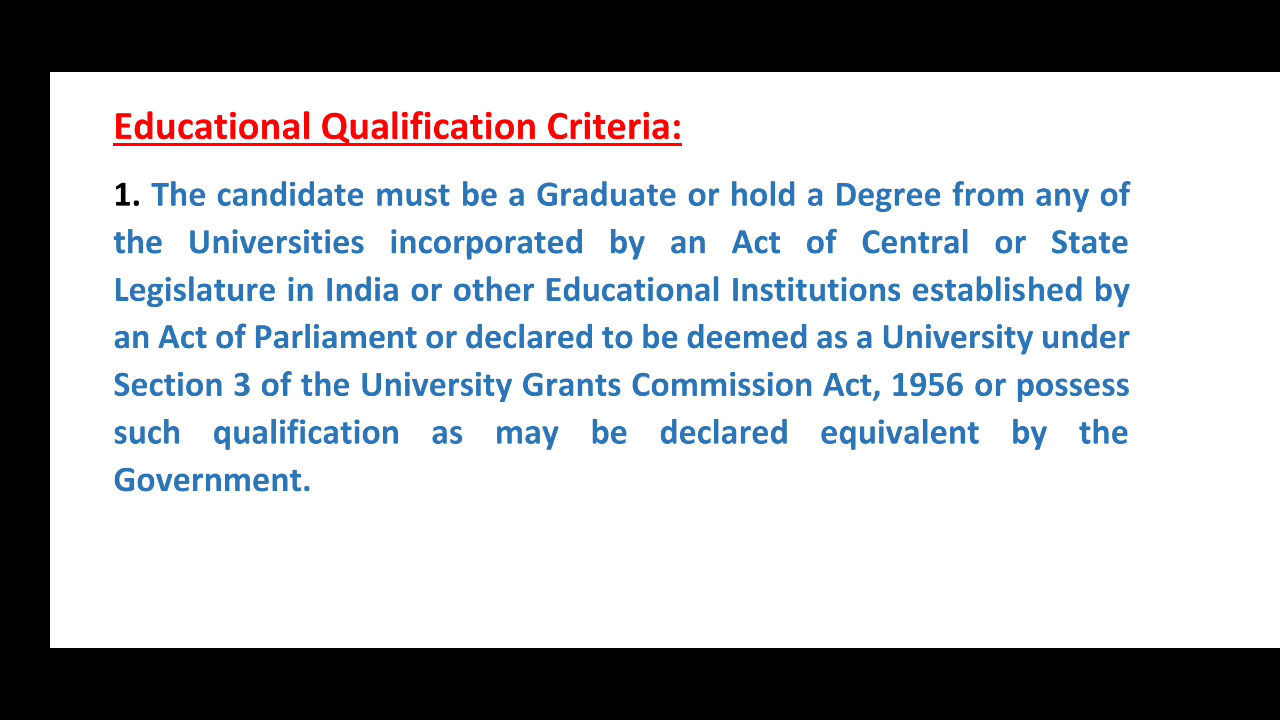 Educational Qualification Criteria:
1. The candidate must be a Graduate or hold a Degree from any of
the Universities incorporated by an Act of Central or State
Legislature in India or other Educational Institutions established by
an Act of Parliament or declared to be deemed as a University under
Section 3 of the University Grants Commission Act, 1956 or possess
such qualification as may be declared equivalent by the
Government.